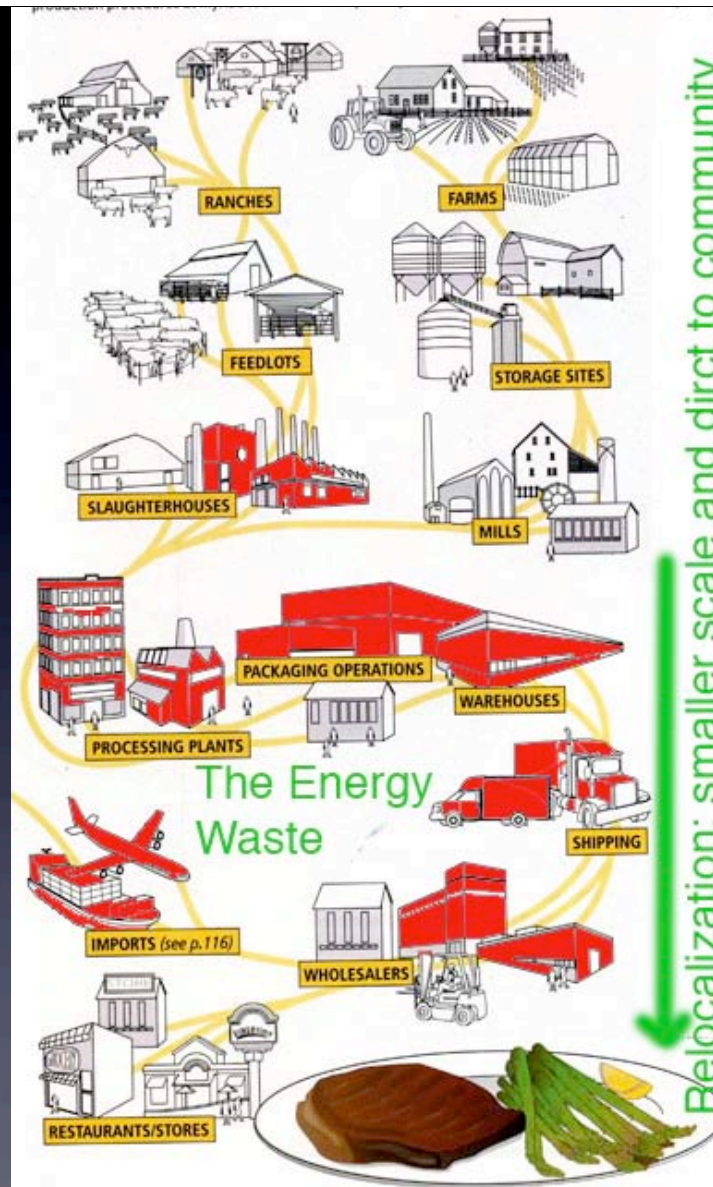 RANCHES
FARMS
FEEDLOTS
STORAGE SITES
SLAUGHTERHOUSES
MILLS
PACKAGING OPERATIONS
WAREHOUSES
PROCESSING PLANTS
The Energy
Waste
SHIPPING
IMPORTS (see p.116)
WHOLESALERS
STORE
RESTAURANTS/STORES
Relocalization: smaller scale and dirct to community